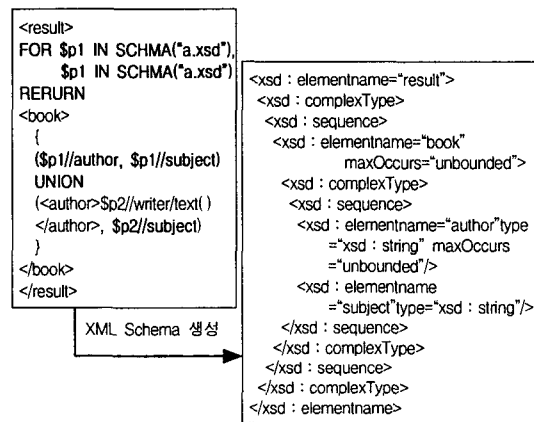 <result>
FOR $p1 IN SCHMA("a.xsd"),
$p1 IN SCHMA("a.xsd")
RERURN
<book>
{
($p1//author, $p1//subject)
UNION
(<author>$p2//writer/text( )
</author>, $p2//subject)
}
</book>
</result>
XML Schema 생성
<xsd : elementname="result">
<xsd : complexType>
<xsd : sequence>
<xsd : elementname="book"
maxOccurs="unbounded">
<xsd : complexType>
<xsd : sequence>
<xsd : elementname="author"type
="xsd : string" maxOccurs
="unbounded"/>
<xsd : elementname
="subject"type="xsd : string"/>
</xsd : sequence>
</xsd : complexType>
</xsd : sequence>
</xsd : complexType>
</xsd : elementname>